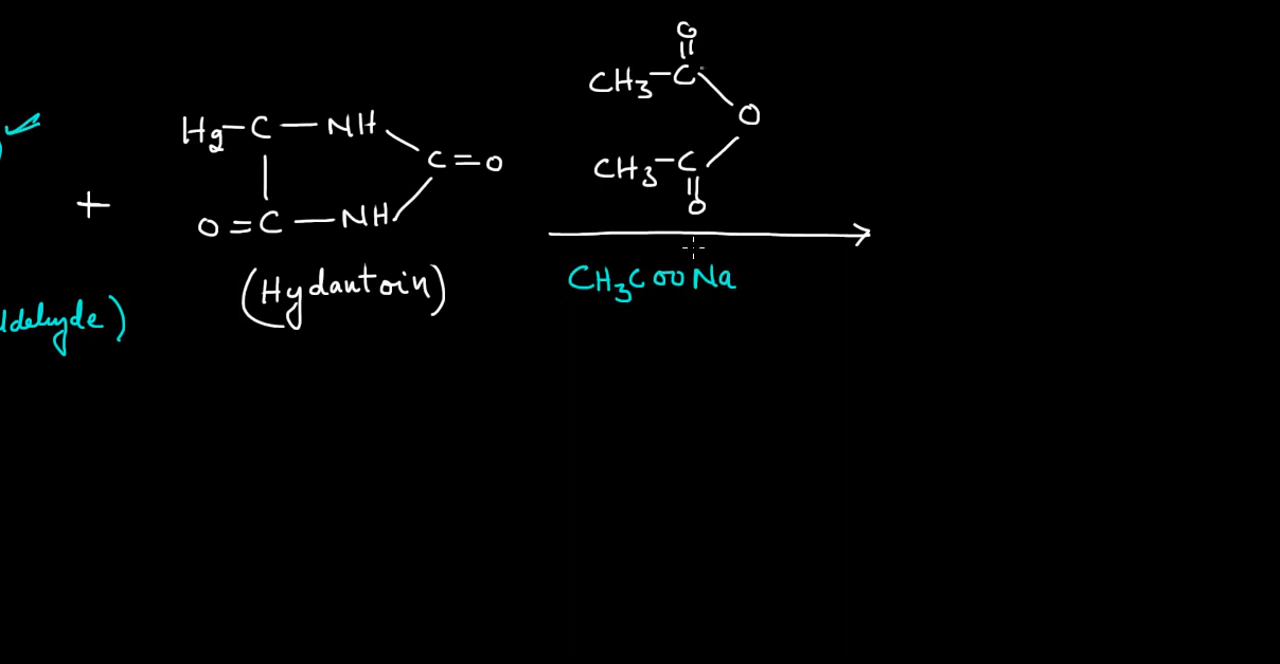 O
||
CH3-C
O
H2-C-NH
C=O
CH3-C
||
O
+
O=C-NH
(Hydantoin)
CH3COONa
ldehyde)